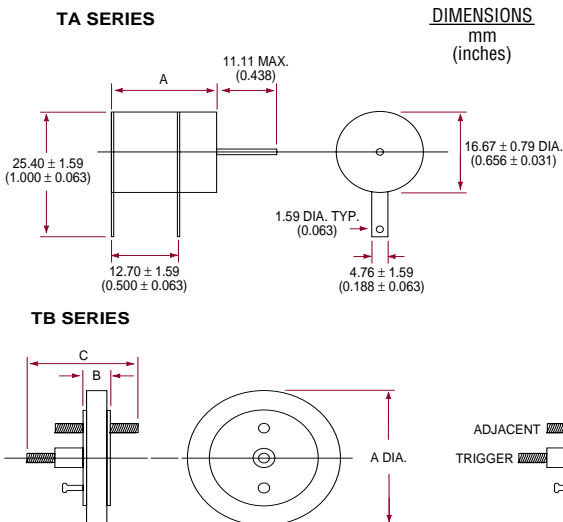 TA SERIES
DIMENSIONS
mm
(inches)
A
11.11 MAX.
(0.438)
25.40 ± 1.59
(1.000 ± 0.063)
16.67 ± 0.79 DIA.
(0.656 ± 0.031)
1.59 DIA. TYP.
(0.063)
12.70 ± 1.59
(0.500 ± 0.063)
4.76 ± 1.59
(0.188 ± 0.063)
TB SERIES
C
B
A DIA.
ADJACENT
TRIGGER